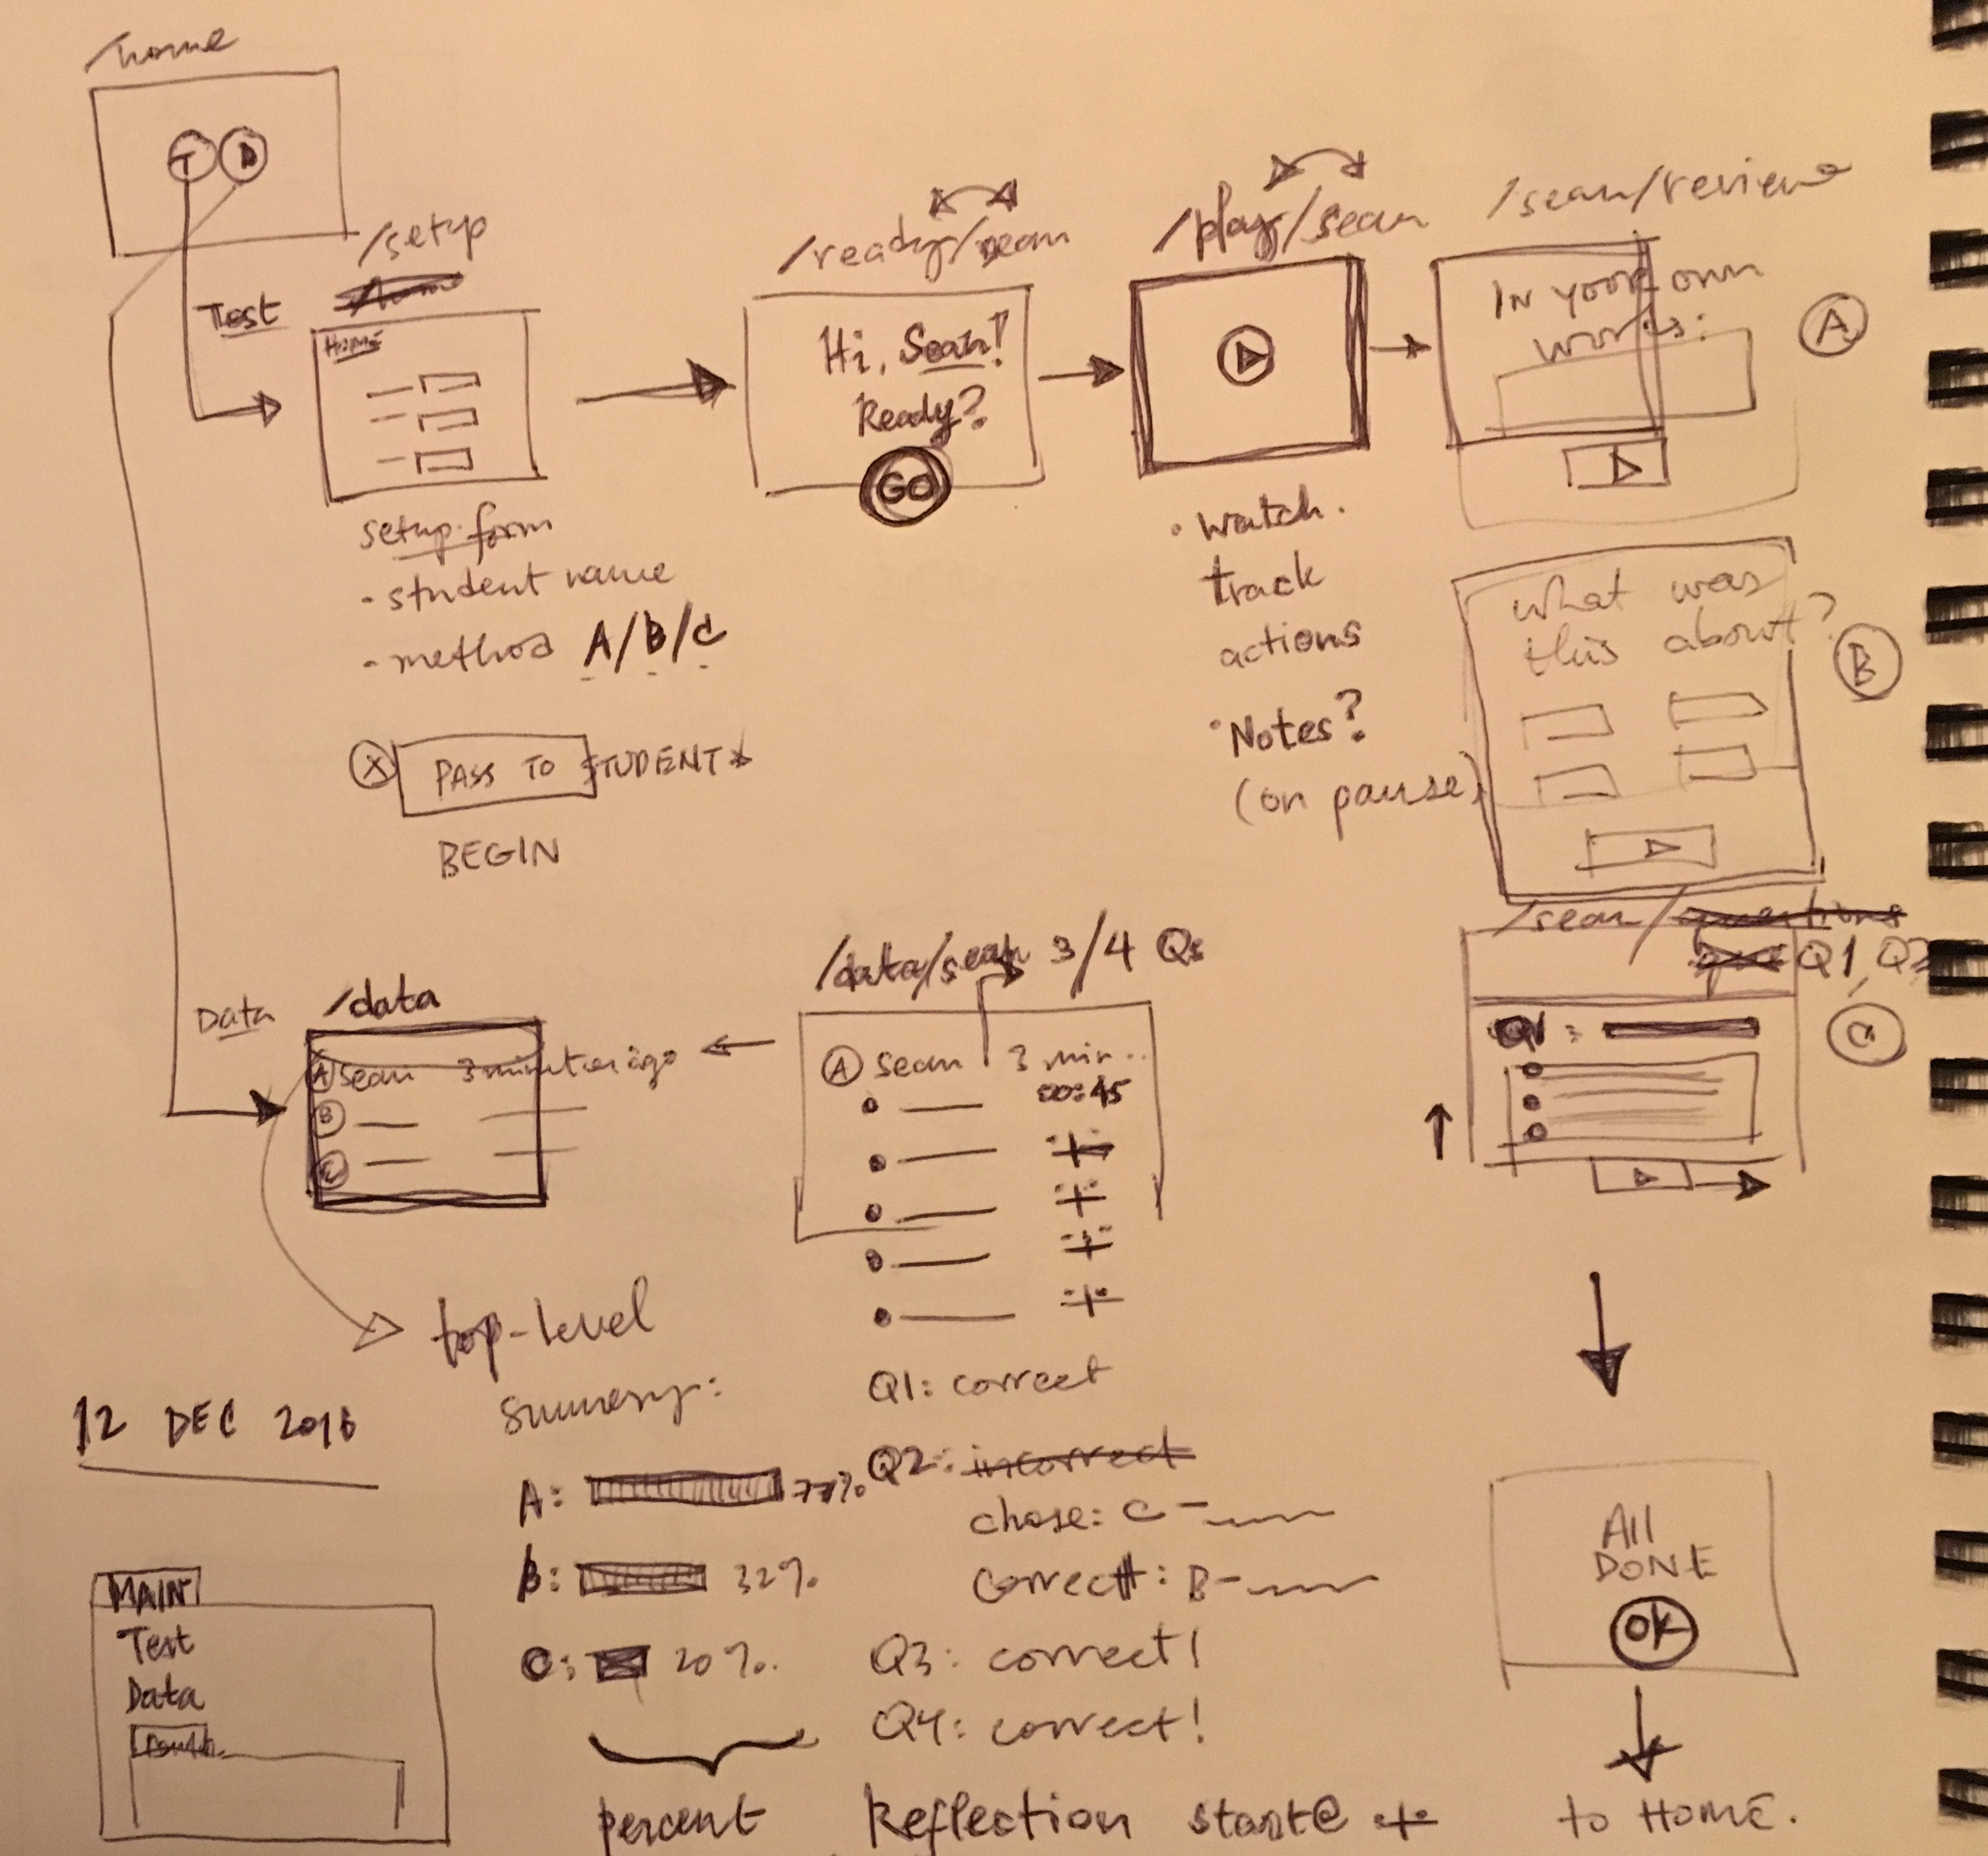 /home
T D
/setup
Test
Home
setup form
- student name
- method A/B/C
X PASS TO STUDENT
BEGIN
/ready/sean
Hi, Sean!
Ready?
GO
/play/sean
• watch.
track
actions
• Notes?
(on pause)
/sean/review
In your own
words:
A
what was
this about?
B
/sean/questions
Q1, Q2
Q1:
C
All
DONE
OK
to HOME.
Data
/data
A Sean 3 minutes ago
B
C
top-level
summary:
A: 77%
B: 32%
C: 20%
percent
/data/sean 3/4 Qs
A Sean 3 min..
00:45
Q1: correct
Q2: incorrect
chose: C -
correct: B -
Q3: correct!
Q4: correct!
Reflection start@
12 DEC 2016
MAIN
Test
Data